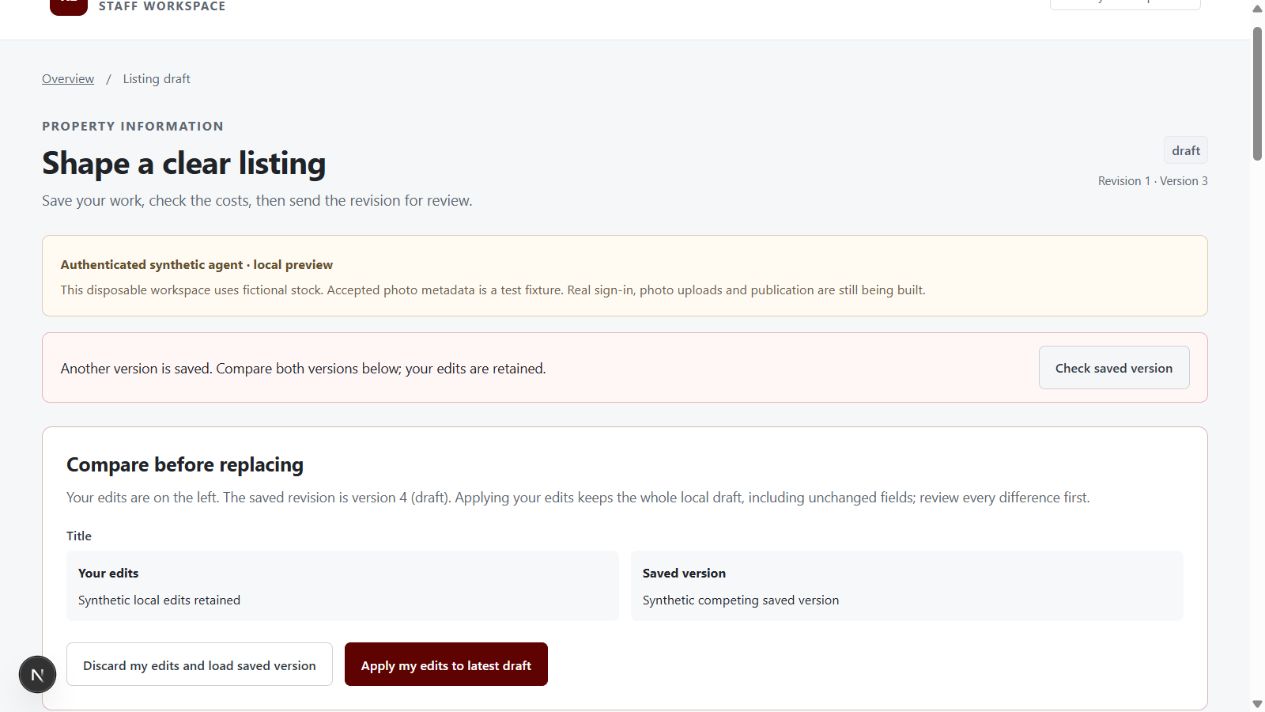 STAFF WORKSPACE
Overview / Listing draft
PROPERTY INFORMATION
Shape a clear listing
draft
Revision 1 · Version 3
Save your work, check the costs, then send the revision for review.
Authenticated synthetic agent · local preview
This disposable workspace uses fictional stock. Accepted photo metadata is a test fixture. Real sign-in, photo uploads and publication are still being built.
Another version is saved. Compare both versions below; your edits are retained.
Check saved version
Compare before replacing
Your edits are on the left. The saved revision is version 4 (draft). Applying your edits keeps the whole local draft, including unchanged fields; review every difference first.
Title
Your edits
Synthetic local edits retained
Saved version
Synthetic competing saved version
Discard my edits and load saved version
Apply my edits to latest draft
N